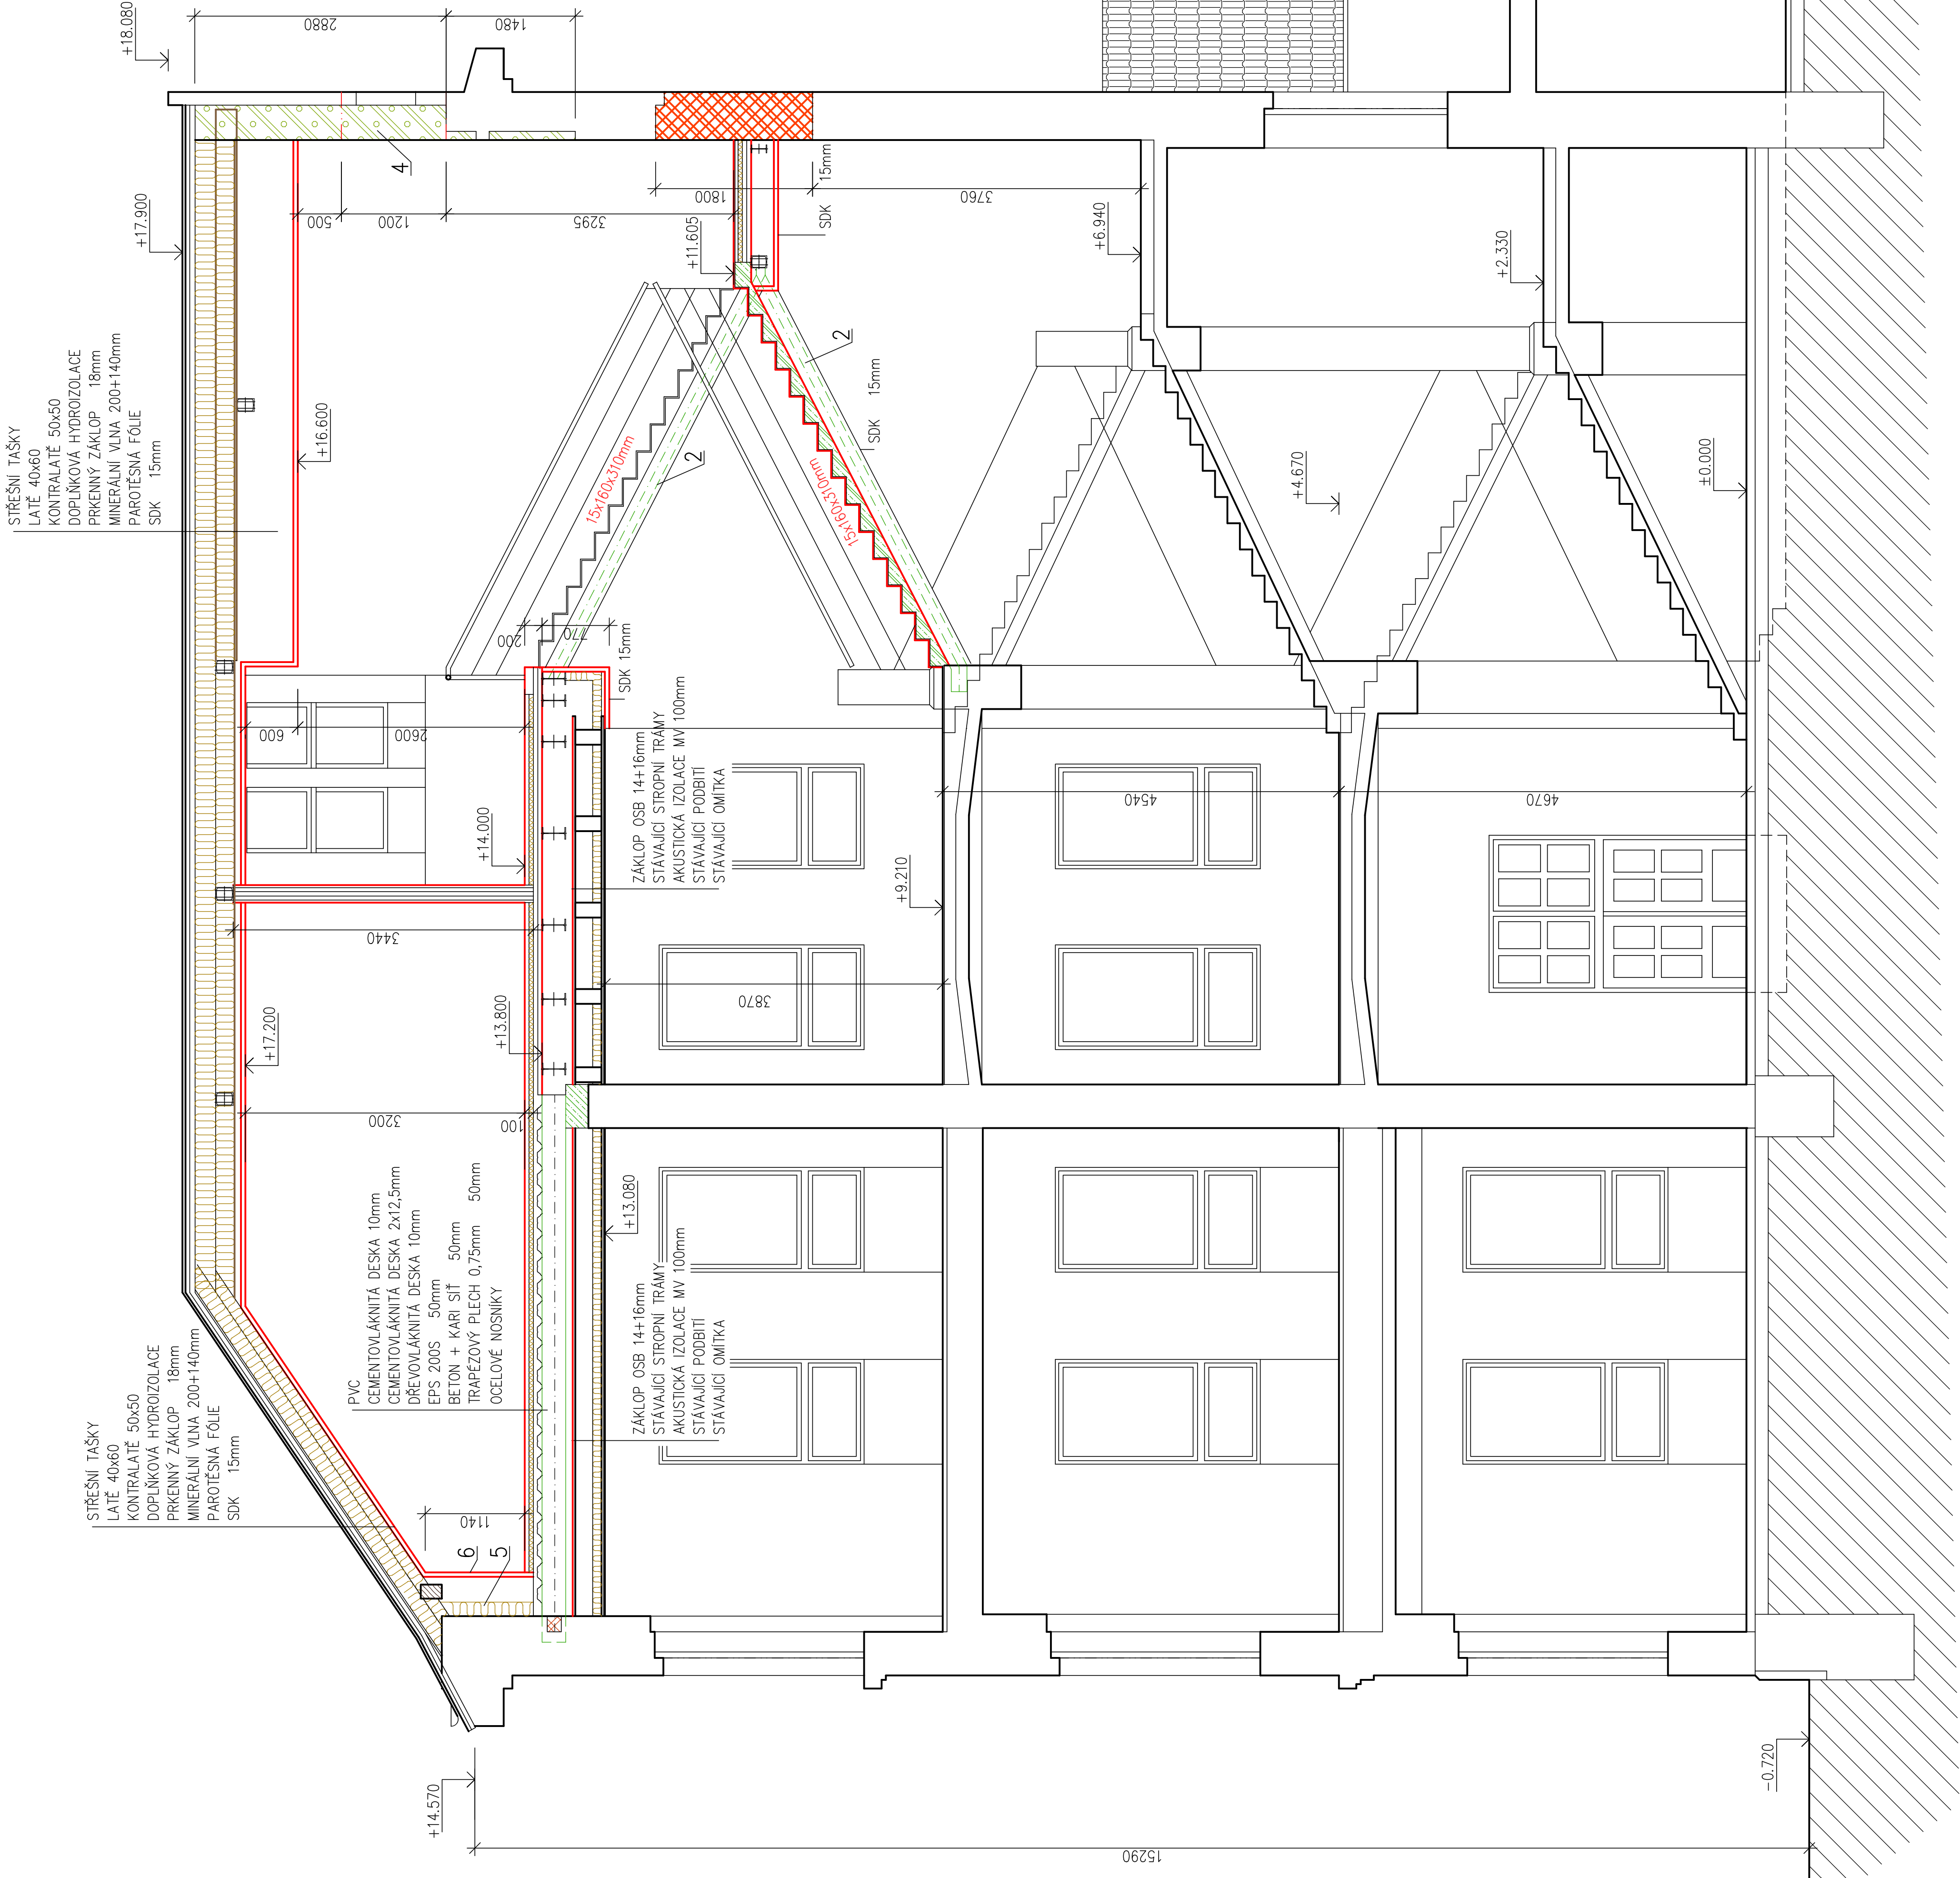 STŘEŠNÍ TAŠKY
LATĚ 40x60
KONTRALATĚ 50x50
DOPLŇKOVÁ HYDROIZOLACE
PRKENNÝ ZÁKLOP 18mm
MINERÁLNÍ VLNA 200+140mm
PAROTĚSNÁ FÓLIE
SDK 15mm
STŘEŠNÍ TAŠKY
LATĚ 40x60
KONTRALATĚ 50x50
DOPLŇKOVÁ HYDROIZOLACE
PRKENNÝ ZÁKLOP 18mm
MINERÁLNÍ VLNA 200+140mm
PAROTĚSNÁ FÓLIE
SDK 15mm
PVC
CEMENTOVLÁKNITÁ DESKA 10mm
CEMENTOVLÁKNITÁ DESKA 2x12,5mm
DŘEVOVLÁKNITÁ DESKA 10mm
EPS 200S 50mm
BETON + KARI SÍŤ 50mm
TRAPÉZOVÝ PLECH 0,75mm 50mm
OCELOVÉ NOSNÍKY
ZÁKLOP OSB 14+16mm
STÁVAJÍCÍ STROPNÍ TRÁMY
AKUSTICKÁ IZOLACE MV 100mm
STÁVAJÍCÍ PODBITÍ
STÁVAJÍCÍ OMÍTKA
ZÁKLOP OSB 14+16mm
STÁVAJÍCÍ STROPNÍ TRÁMY
AKUSTICKÁ IZOLACE MV 100mm
STÁVAJÍCÍ PODBITÍ
STÁVAJÍCÍ OMÍTKA
SDK 15mm
SDK 15mm
SDK 15mm
15x160x310mm
15x160x310mm
+18.080
+17.900
+17.200
+16.600
+14.570
+14.000
+13.800
+13.080
+11.605
+9.210
+6.940
+4.670
+2.330
±0.000
-0.720
2880
1480
500
1200
3295
1800
3760
200
770
600
2600
3440
3200
100
1140
3870
4540
4670
15290
4
2
2
6
5